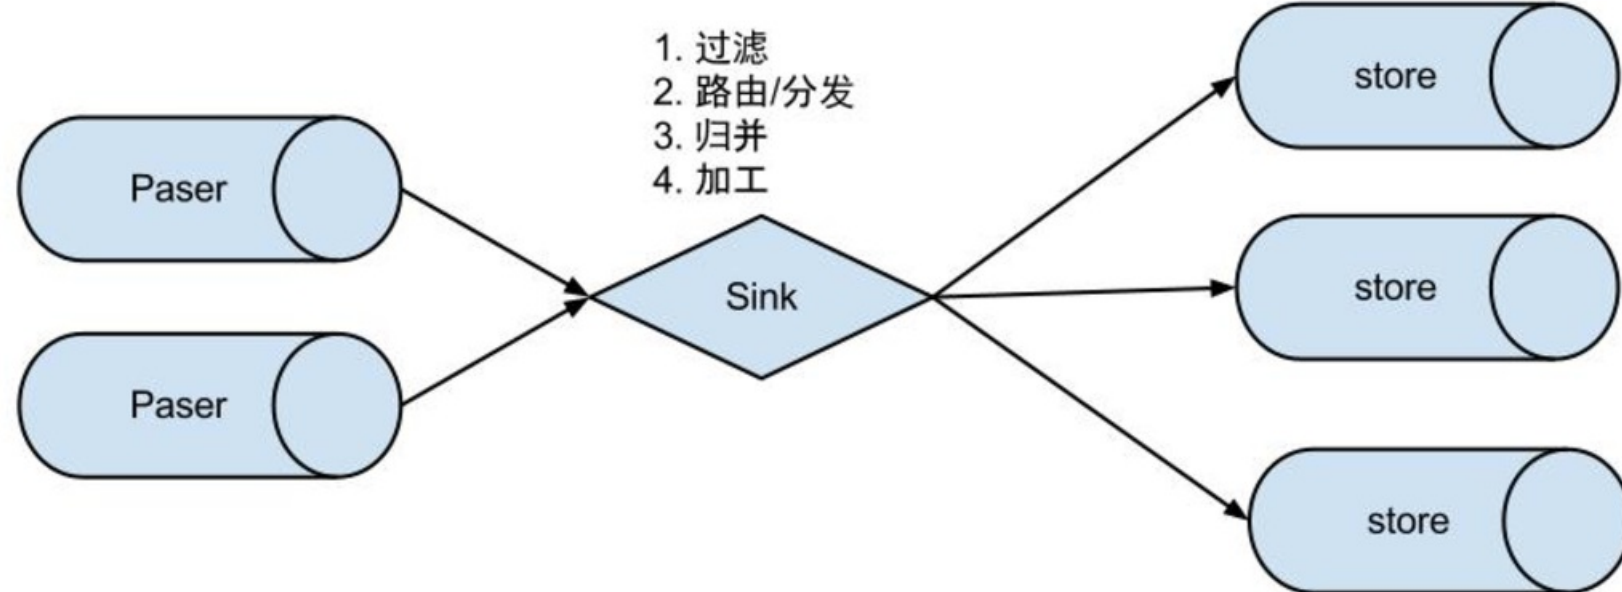 1. 过滤
2. 路由/分发
3. 归并
4. 加工
Paser
Paser
Sink
store
store
store